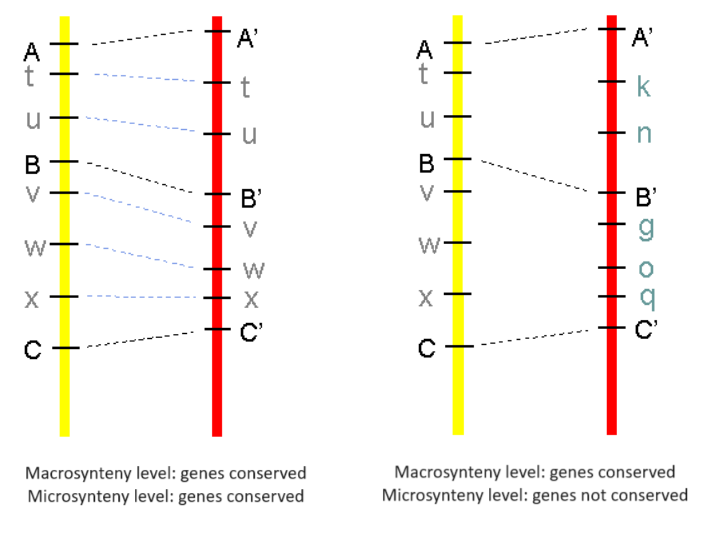 A
t
u
B
v
w
x
C
A’
t
u
B’
v
w
x
C’
Macrosynteny level: genes conserved
Microsynteny level: genes conserved
A
t
u
B
v
w
x
C
A’
k
n
B’
g
o
q
C’
Macrosynteny level: genes conserved
Microsynteny level: genes not conserved